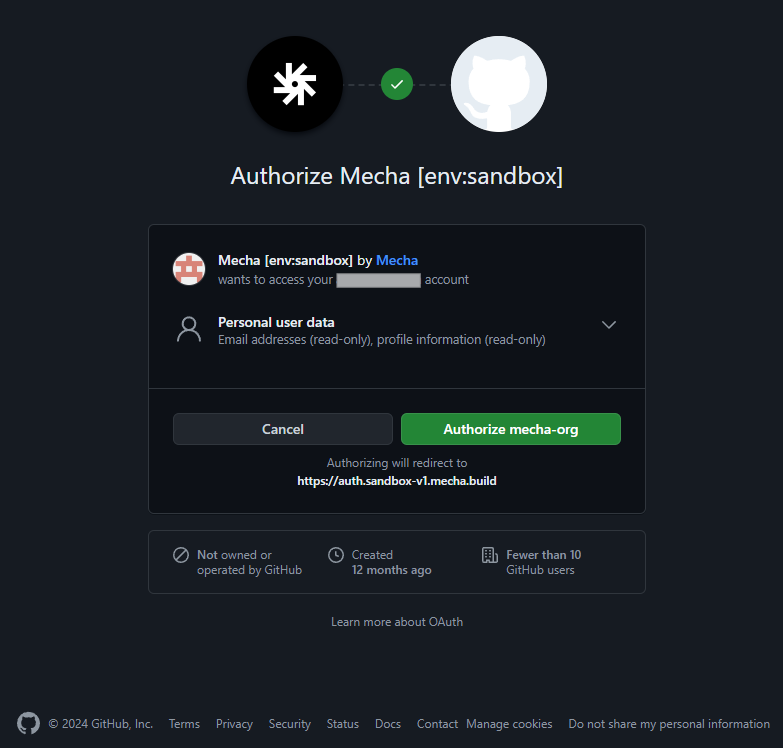 Authorize Mecha [env:sandbox]
Mecha [env:sandbox] by Mecha
wants to access your account
Personal user data
Email addresses (read-only), profile information (read-only)
Cancel
Authorize mecha-org
Authorizing will redirect to
https://auth.sandbox-v1.mecha.build
Not owned or
operated by GitHub
Created
12 months ago
Fewer than 10
GitHub users
Learn more about OAuth
© 2024 GitHub, Inc. Terms Privacy Security Status Docs Contact Manage cookies Do not share my personal information